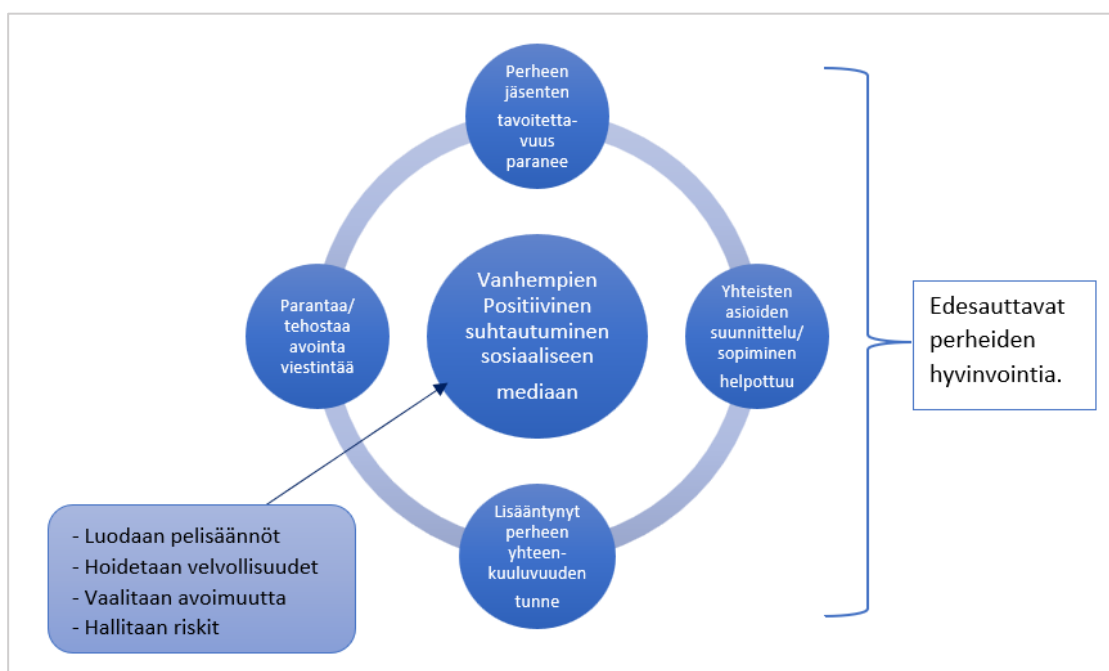 Perheen
jäsenten
tavoitetta-
vuus
paranee
Parantaa/
tehostaa
avointa
viestintää
Vanhempien
Positiivinen
suhtautuminen
sosiaaliseen
mediaan
Yhteisten
asioiden
suunnittelu/
sopiminen
helpottuu
Edesauttavat
perheiden
hyvinvointia.
Lisääntynyt
perheen
yhteen-
kuuluvuuden
tunne
- Luodaan pelisäännöt
- Hoidetaan velvollisuudet
- Vaalitaan avoimuutta
- Hallitaan riskit